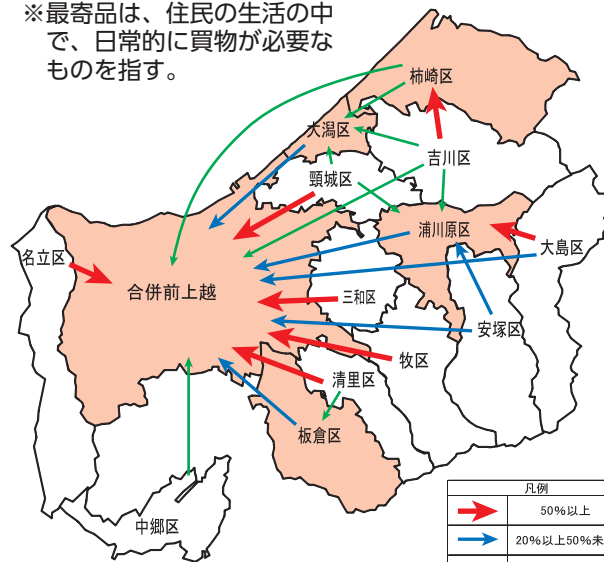 ※最寄品は、住民の生活の中
で、日常的に買物が必要な
ものを指す。
柿崎区
大潟区
吉川区
頸城区
浦川原区
大島区
名立区
合併前上越
三和区
安塚区
牧区
清里区
板倉区
中郷区
凡例
50%以上
20%以上50%未